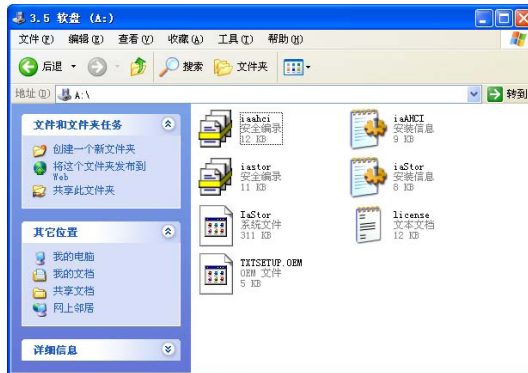 3.5 软盘 (A:)
文件(F) 编辑(E) 查看(V) 收藏(A) 工具(T) 帮助(H)
后退 搜索 文件夹
地址(D) A:\ 转到
文件和文件夹任务
创建一个新文件夹
将这个文件夹发布到
Web
共享此文件夹
其它位置
我的电脑
我的文档
共享文档
网上邻居
详细信息
iaahci
安全编录
12 KB
iaAHCI
安装信息
9 KB
iastor
安全编录
11 KB
iaStor
安装信息
8 KB
IaStor
系统文件
311 KB
license
文本文档
12 KB
TXTSETUP.OEM
OEM 文件
5 KB